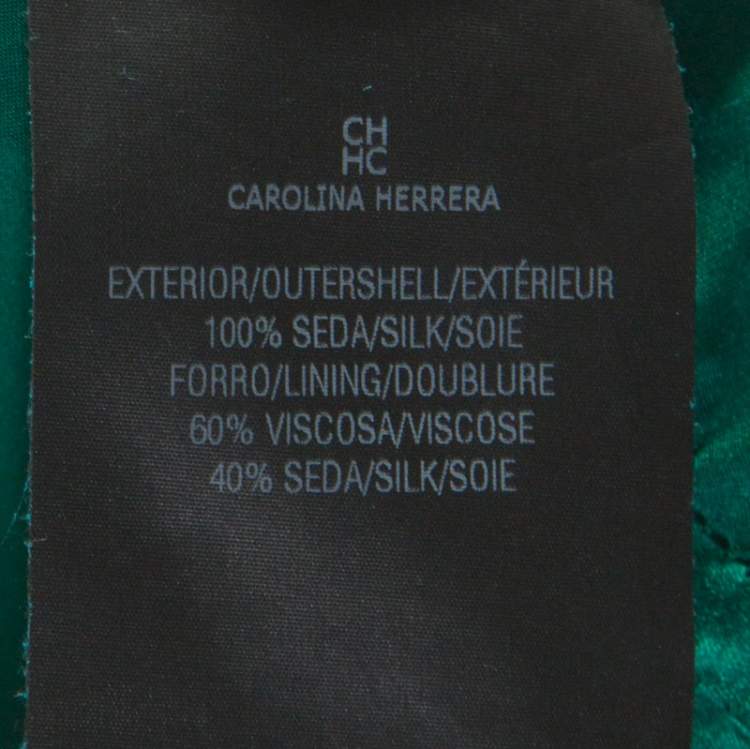 CH
HC
CAROLINA HERRERA
EXTERIOR/OUTERSHELL/EXTÉRIEUR
100% SEDA/SILK/SOIE
FORRO/LINING/DOUBLURE
60% VISCOSA/VISCOSE
40% SEDA/SILK/SOIE